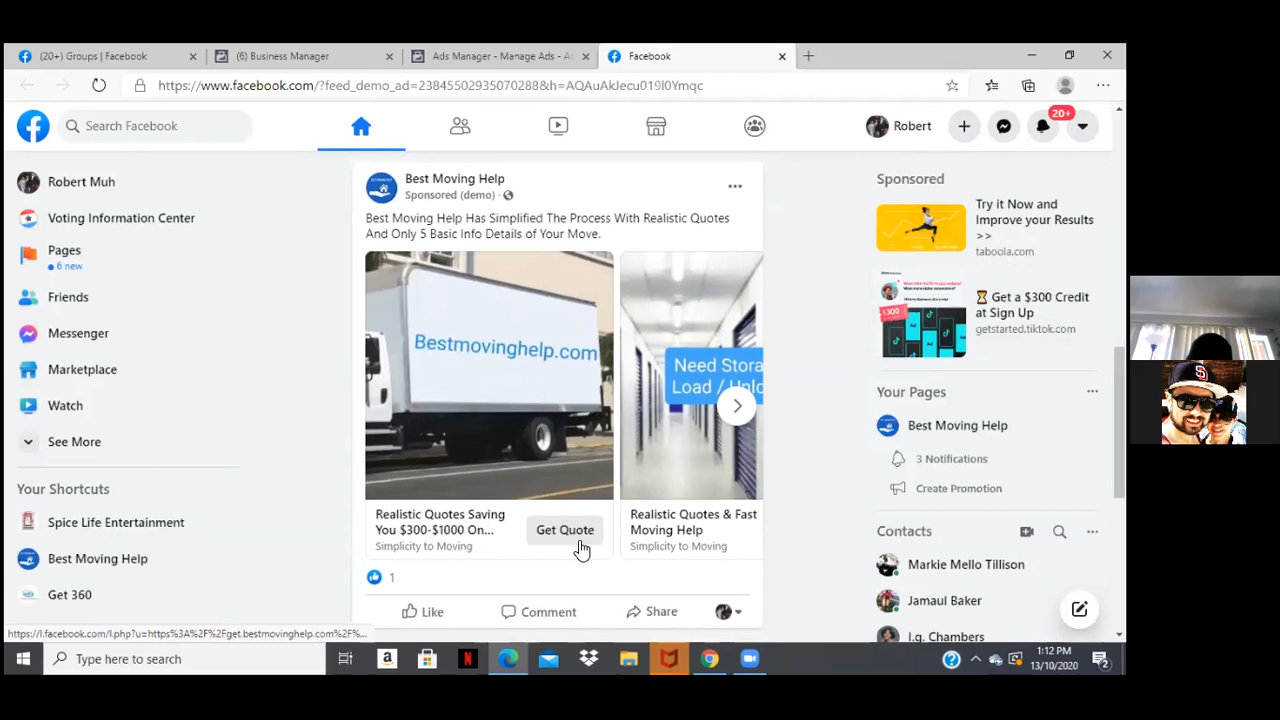 (20+) Groups | Facebook
(6) Business Manager
Ads Manager - Manage Ads - A
Facebook
https://www.facebook.com/?feed_demo_ad=23845502935070288&h=AQAuAkJecu019l0Ymqc
Search Facebook
Robert
20+
Robert Muh
Voting Information Center
Pages
6 new
Friends
Messenger
Marketplace
Watch
See More
Your Shortcuts
Spice Life Entertainment
Best Moving Help
Get 360
https://l.facebook.com/l.php?u=https%3A%2F%2Fget.bestmovinghelp.com%2F%...
Best Moving Help
Sponsored (demo)
Best Moving Help Has Simplified The Process With Realistic Quotes
And Only 5 Basic Info Details of Your Move.
Bestmovinghelp.com
Need Stora
Load / Unlo
Realistic Quotes Saving
You $300-$1000 On...
Simplicity to Moving
Get Quote
Realistic Quotes & Fast
Moving Help
Simplicity to Moving
1
Like
Comment
Share
Sponsored
Try it Now and
Improve your Results
>>
taboola.com
Get a $300 Credit
at Sign Up
getstarted.tiktok.com
$300
Ad
Your Pages
Best Moving Help
3 Notifications
Create Promotion
Contacts
Markie Mello Tillison
Jamaul Baker
I.g. Chambers
Type here to search
1:12 PM
13/10/2020
2